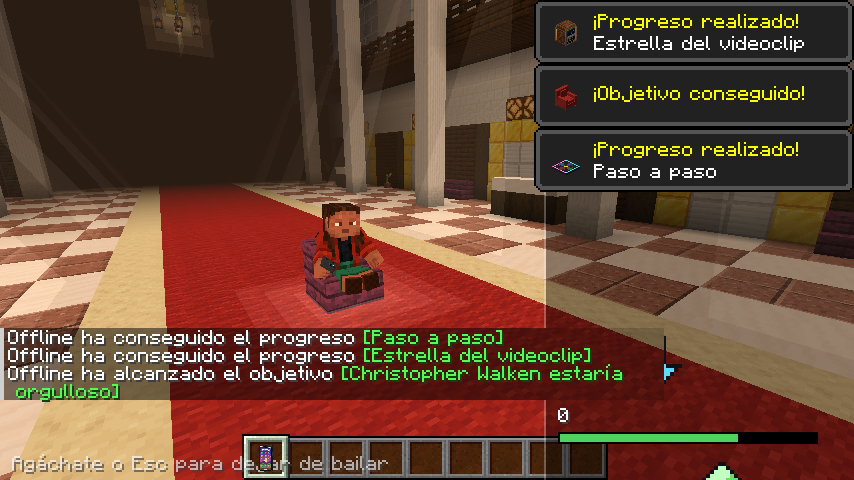 ¡Progreso realizado!
Estrella del videoclip
¡Objetivo conseguido!
¡Progreso realizado!
Paso a paso
Offline ha conseguido el progreso [Paso a paso]
Offline ha conseguido el progreso [Estrella del videoclip]
Offline ha alcanzado el objetivo [Christopher Walken estaría
orgulloso]
0
Agáchate o Esc para dejar de bailar